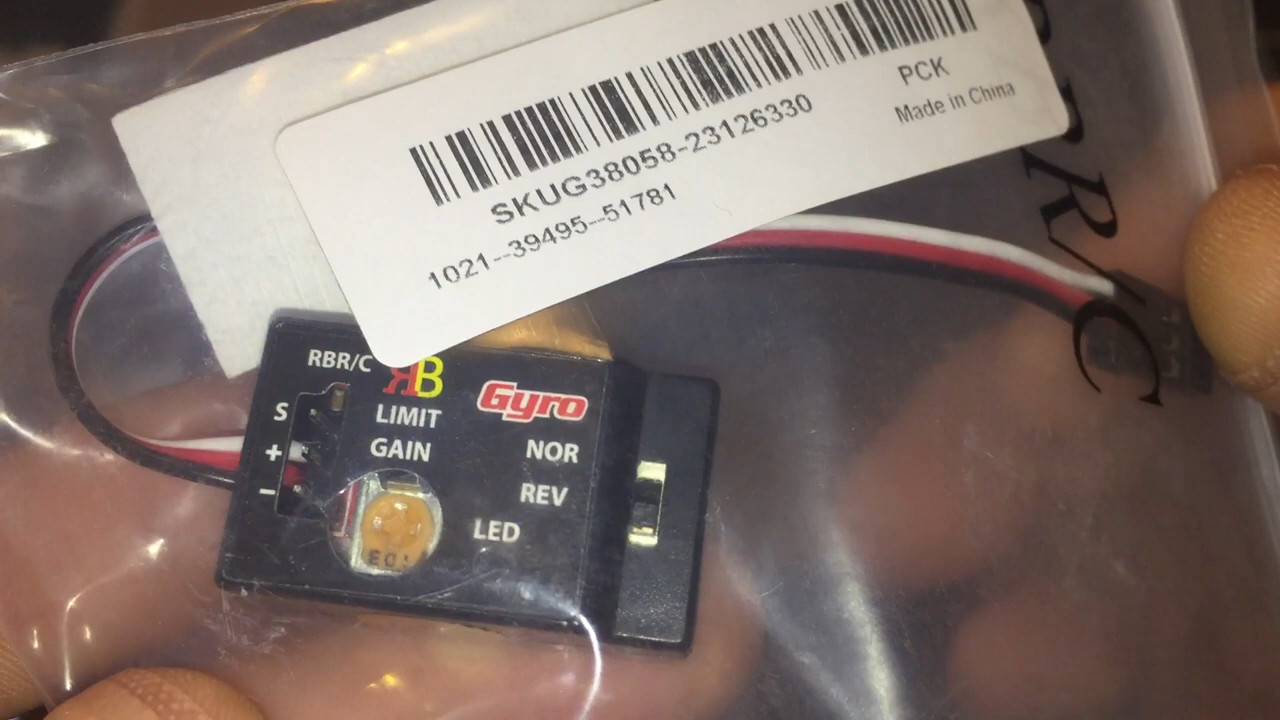 PCK
Made in China
SKUG38058-23126330
1021--39495--51781
RBR/C
RB
Gyro
S
LIMIT
+
GAIN
NOR
−
REV
LED